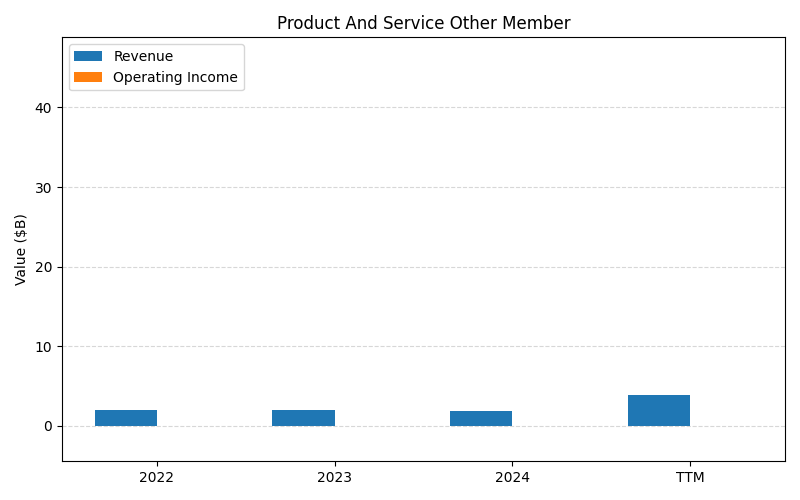 Product And Service Other Member
Revenue
Operating Income
Value ($B)
40
30
20
10
0
2022
2023
2024
TTM